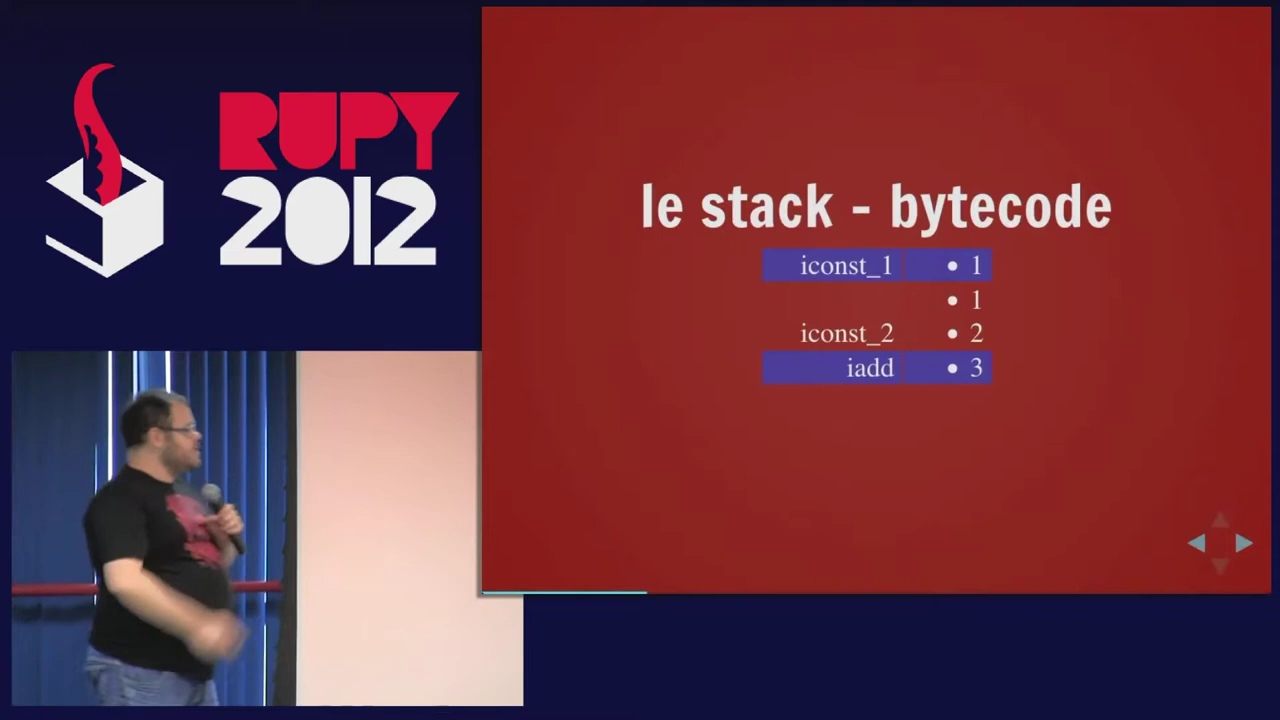 RUPY
2012
le stack - bytecode
iconst_1 • 1
• 1
iconst_2 • 2
iadd • 3